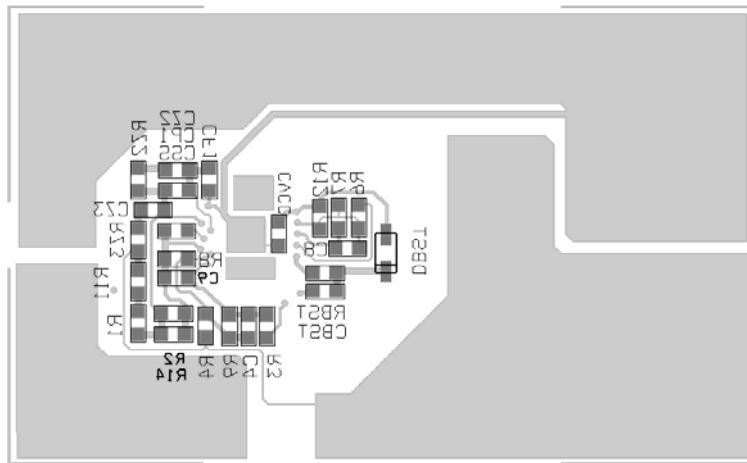 CZ2
CP1
CSS
RZ2
CF1
CVCC
R12
R7
R6
CZ3
RZ3
R8
C9
C8
DBST
R11
R1
RBST
CBST
R2
R14
R4
R9
C4
R3